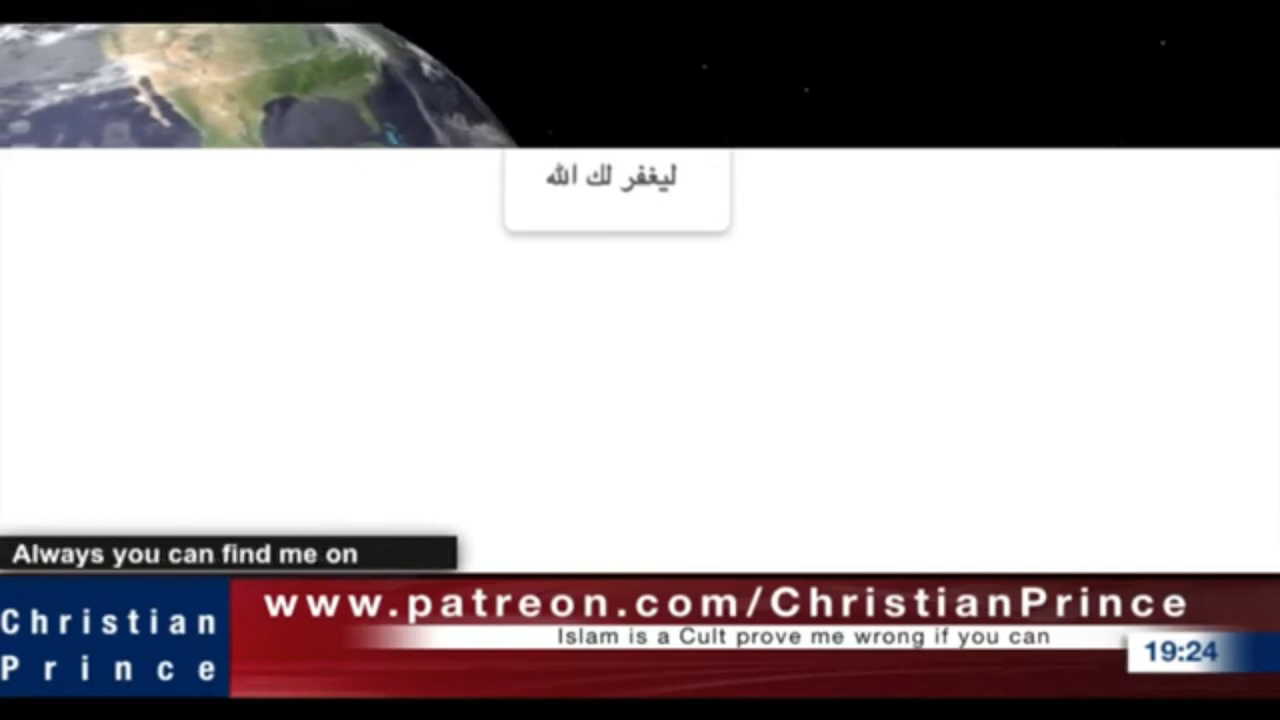 ليغفر لك الله
Always you can find me on
Christian
Prince
www.patreon.com/ChristianPrince
Islam is a Cult prove me wrong if you can
19:24